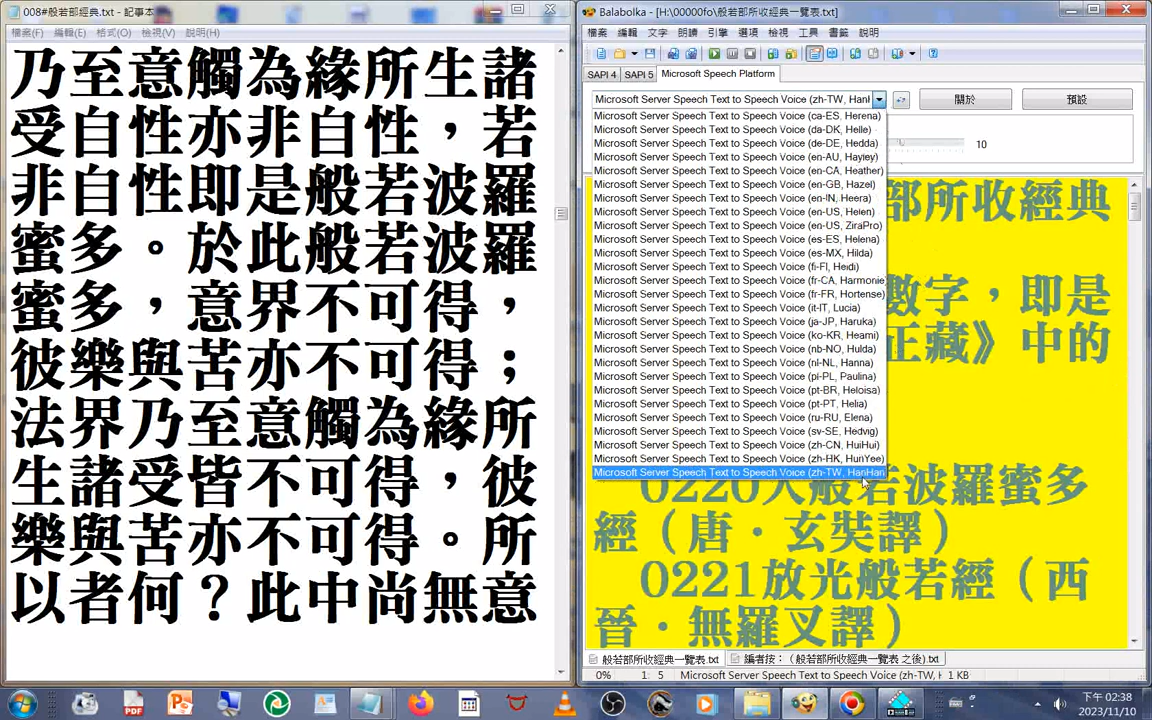 008#般若部經典 - 記事本
檔案(F) 編輯(E) 格式(O) 檢視(V) 說明(H)
乃至意觸為緣所生諸
受自性亦非自性，若
非自性即是般若波羅
蜜多。於此般若波羅
蜜多，意界不可得，
彼樂與苦亦不可得；
法界乃至意觸為緣所
生諸受皆不可得，彼
樂與苦亦不可得。所
以者何？此中尚無意
Balabolka - [H:\00000fo\般若部所收經典一覽表.txt]
檔案 編輯 文字 朗讀 引擎 選項 檢視 工具 書籤 說明
SAPI 4 SAPI 5 Microsoft Speech Platform
Microsoft Server Speech Text to Speech Voice (zh-TW, HanH
關於 預設
10
Microsoft Server Speech Text to Speech Voice (ca-ES, Herena)
Microsoft Server Speech Text to Speech Voice (da-DK, Helle)
Microsoft Server Speech Text to Speech Voice (de-DE, Hedda)
Microsoft Server Speech Text to Speech Voice (en-AU, Hayley)
Microsoft Server Speech Text to Speech Voice (en-CA, Heather)
Microsoft Server Speech Text to Speech Voice (en-GB, Hazel)
Microsoft Server Speech Text to Speech Voice (en-IN, Heera)
Microsoft Server Speech Text to Speech Voice (en-US, Helen)
Microsoft Server Speech Text to Speech Voice (en-US, ZiraPro)
Microsoft Server Speech Text to Speech Voice (es-ES, Helena)
Microsoft Server Speech Text to Speech Voice (es-MX, Hilda)
Microsoft Server Speech Text to Speech Voice (fi-FI, Heidi)
Microsoft Server Speech Text to Speech Voice (fr-CA, Harmonie)
Microsoft Server Speech Text to Speech Voice (fr-FR, Hortense)
Microsoft Server Speech Text to Speech Voice (it-IT, Lucia)
Microsoft Server Speech Text to Speech Voice (ja-JP, Haruka)
Microsoft Server Speech Text to Speech Voice (ko-KR, Heami)
Microsoft Server Speech Text to Speech Voice (nb-NO, Hulda)
Microsoft Server Speech Text to Speech Voice (nl-NL, Hanna)
Microsoft Server Speech Text to Speech Voice (pl-PL, Paulina)
Microsoft Server Speech Text to Speech Voice (pt-BR, Heloisa)
Microsoft Server Speech Text to Speech Voice (pt-PT, Helia)
Microsoft Server Speech Text to Speech Voice (ru-RU, Elena)
Microsoft Server Speech Text to Speech Voice (sv-SE, Hedvig)
Microsoft Server Speech Text to Speech Voice (zh-CN, HuiHui)
Microsoft Server Speech Text to Speech Voice (zh-HK, HunYee)
Microsoft Server Speech Text to Speech Voice (zh-TW, HanHan)
部所收經典
數字，即是
正藏》中的
0220大般若波羅蜜多
經（唐．玄奘譯）
0221放光般若經（西
晉．無羅叉譯）
般若部所收經典一覽表.txt 編者按：（般若部所收經典一覽表 之後).txt
0% 1: 5 Microsoft Server Speech Text to Speech Voice (zh-TW, H 1 KB
下午 02:38
2023/11/10